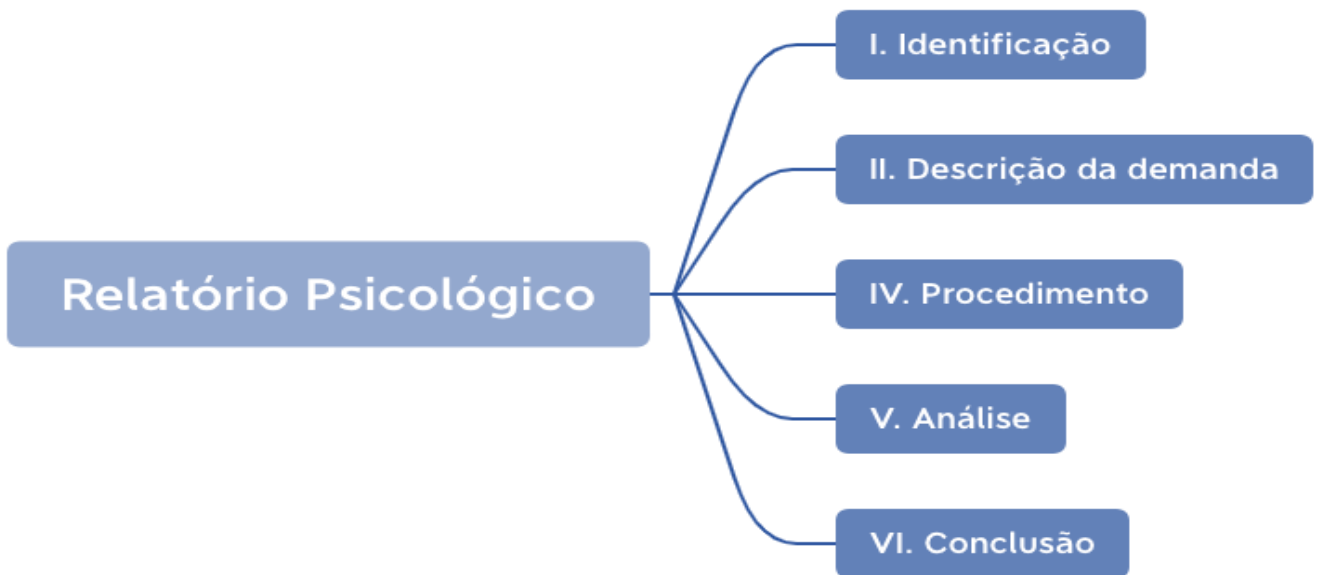 Relatório Psicológico
I. Identificação
II. Descrição da demanda
IV. Procedimento
V. Análise
VI. Conclusão